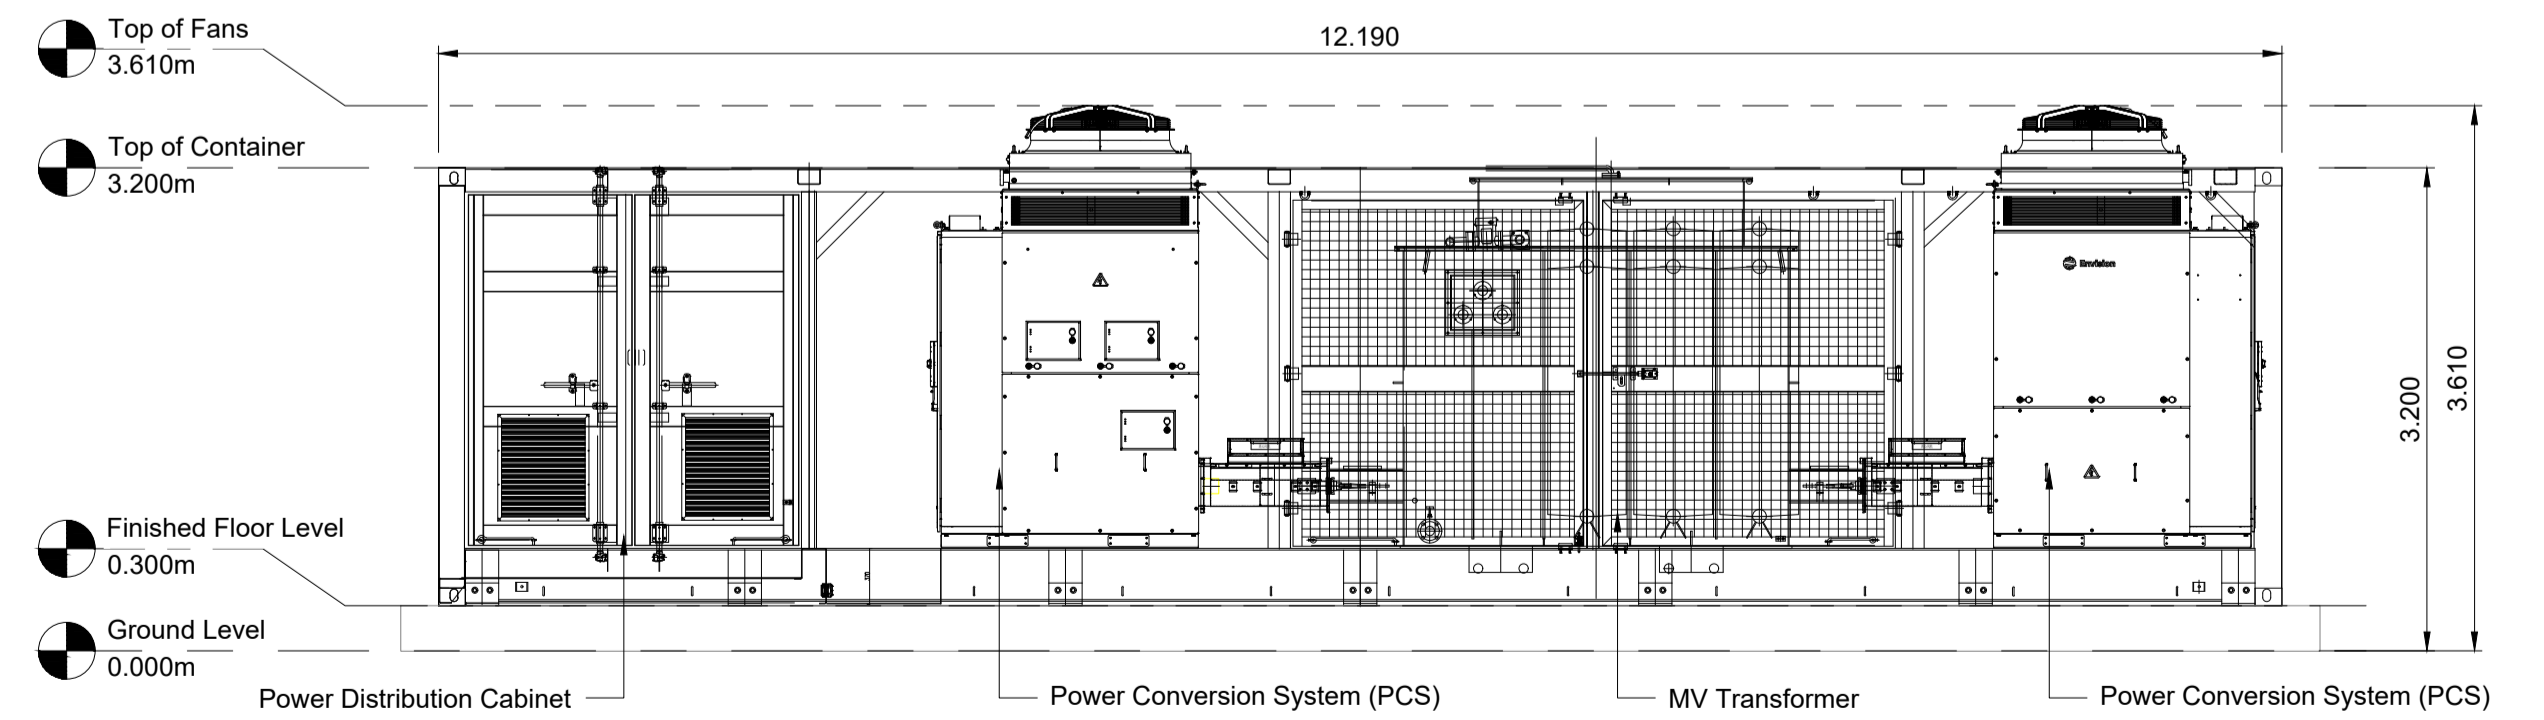 Top of Fans
3.610m
12.190
Top of Container
3.200m
Envision
3.200
3.610
Finished Floor Level
0.300m
Ground Level
0.000m
Power Distribution Cabinet
Power Conversion System (PCS)
MV Transformer
Power Conversion System (PCS)